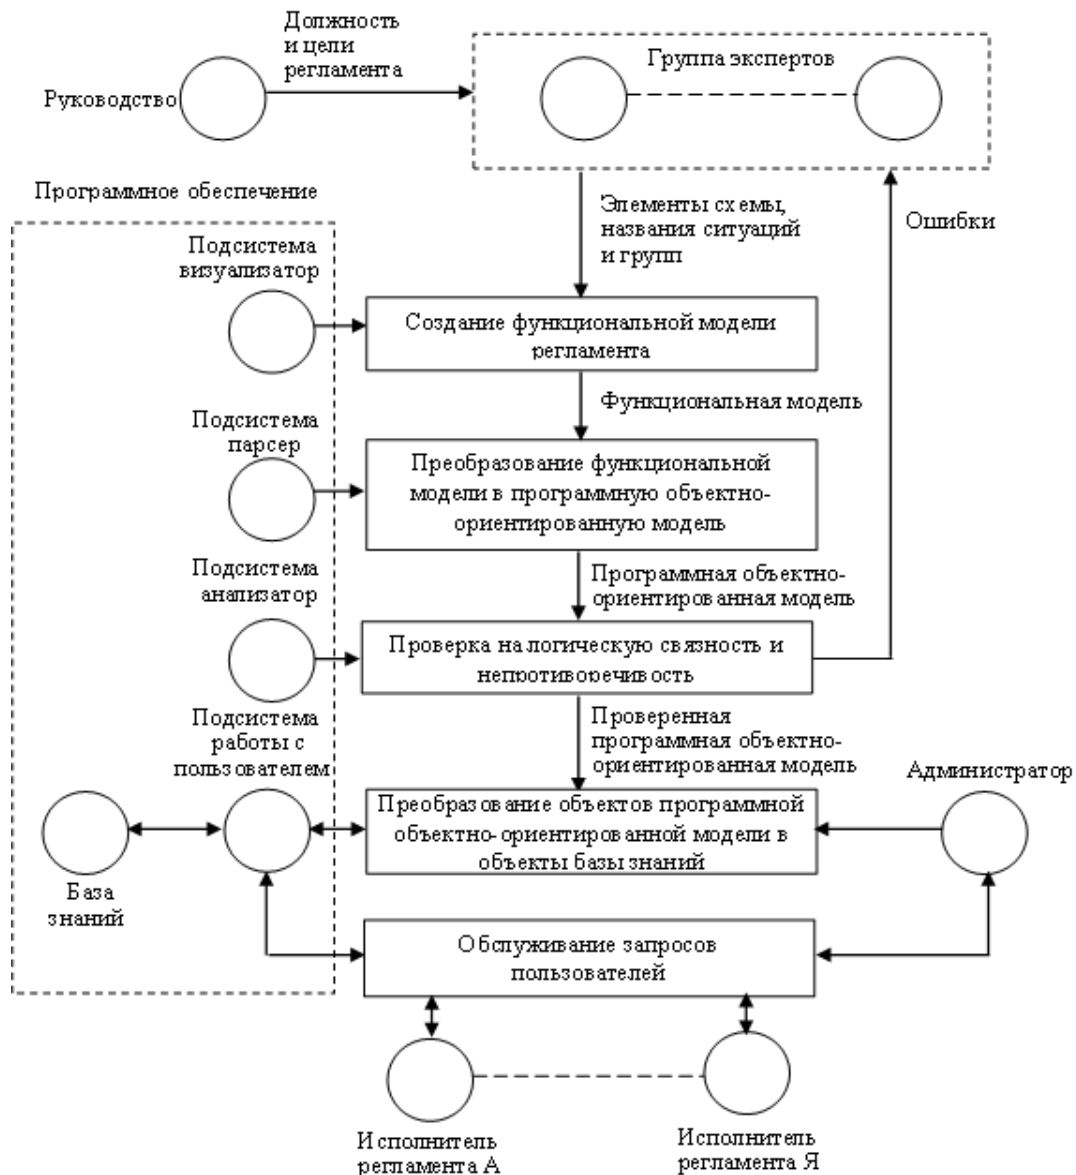 Должность
и цели
регламента
Руководство
Группа экспертов
Программное обеспечение
Элементы схемы,
названия ситуаций
и групп
Ошибки
Подсистема
визуализатор
Создание функциональной модели
регламента
Функциональная модель
Подсистема
парсер
Преобразование функциональной
модели в программную объектно-
ориентированную модель
Подсистема
анализатор
Программная объектно-
ориентированная модель
Проверка на логическую связность и
непротиворечивость
Подсистема
работы с
пользователем
Проверенная
программная объектно-
ориентированная модель
Администратор
Преобразование объектов программной
объектно-ориентированной модели в
объекты базы знаний
База
знаний
Обслуживание запросов
пользователей
Исполнитель
регламента А
Исполнитель
регламента Я